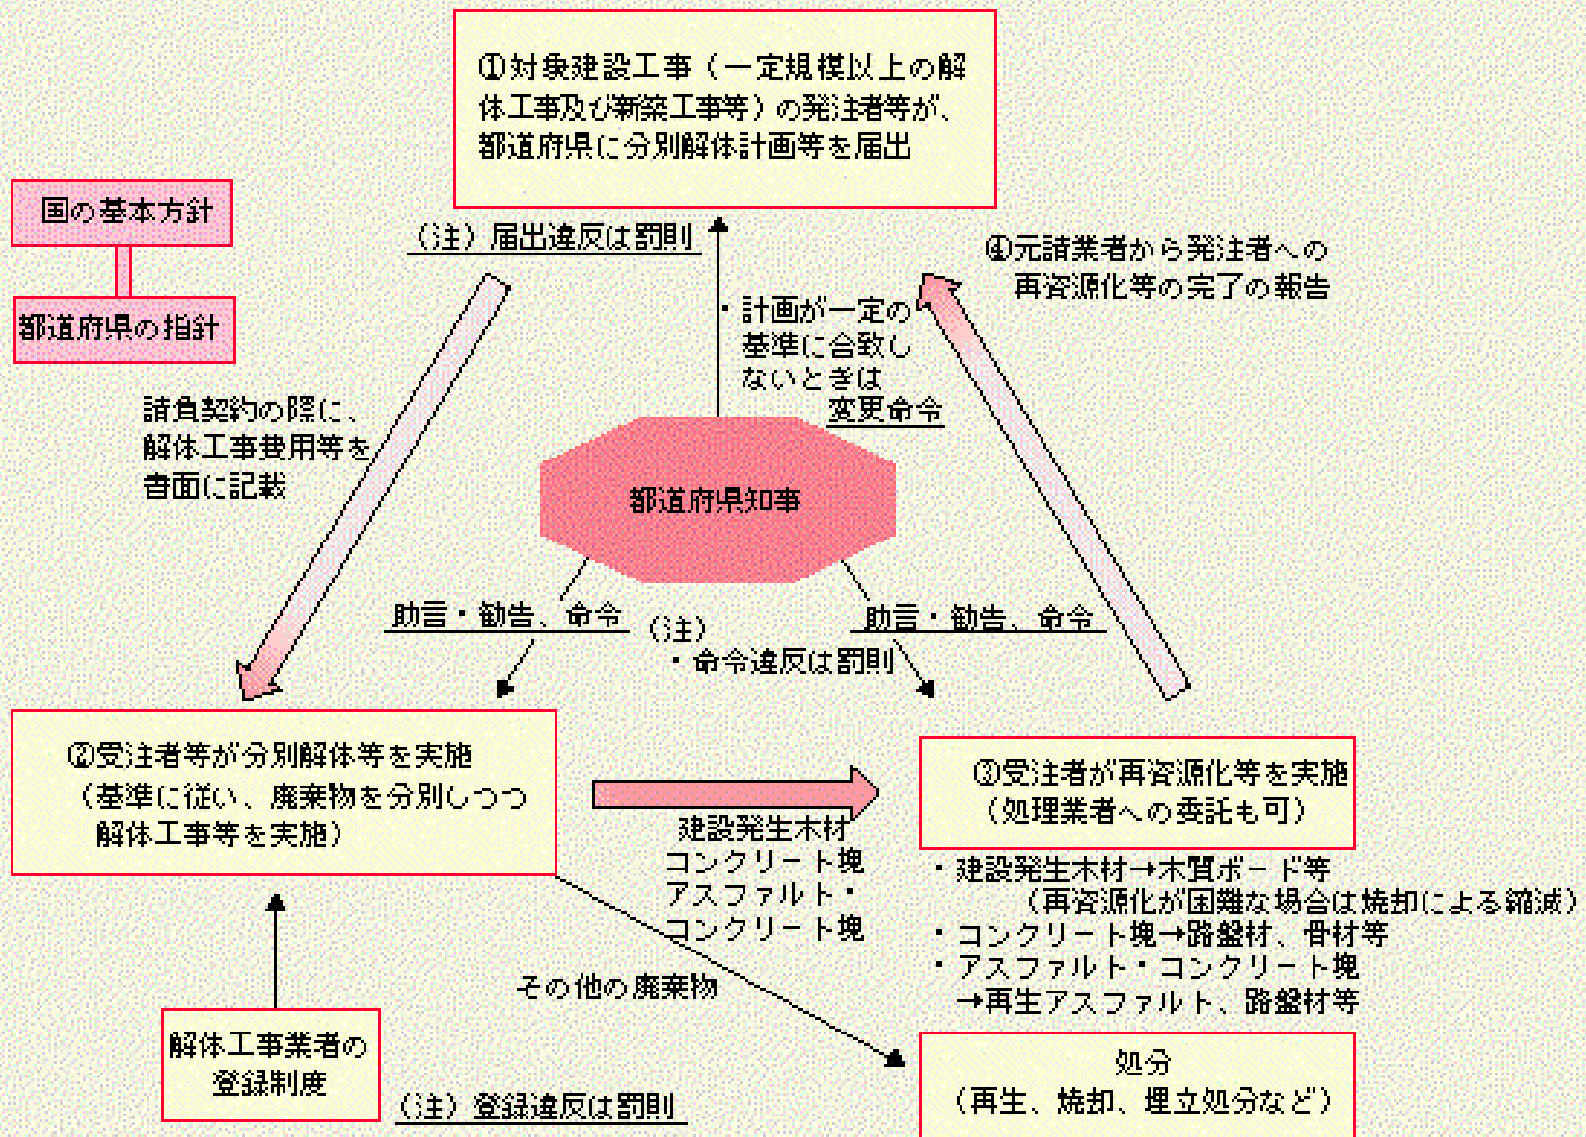 ①対象建設工事（一定規模以上の解
体工事及び新築工事等）の発注者等が、
都道府県に分別解体計画等を届出
国の基本方針
都道府県の指針
（注）届出違反は罰則
④元請業者から発注者への
再資源化等の完了の報告
・計画が一定の
基準に合致し
ないときは
変更命令
請負契約の際に、
解体工事費用等を
書面に記載
都道府県知事
助言・勧告、命令
（注）
・命令違反は罰則
助言・勧告、命令
②受注者等が分別解体等を実施
（基準に従い、廃棄物を分別しつつ
解体工事等を実施）
建設発生木材
コンクリート塊
アスファルト・
コンクリート塊
③受注者が再資源化等を実施
（処理業者への委託も可）
・建設発生木材→木質ボード等
（再資源化が困難な場合は焼却による縮減）
・コンクリート塊→路盤材、骨材等
・アスファルト・コンクリート塊
→再生アスファルト、路盤材等
その他の廃棄物
解体工事業者の
登録制度
（注）登録違反は罰則
処分
（再生、焼却、埋立処分など）